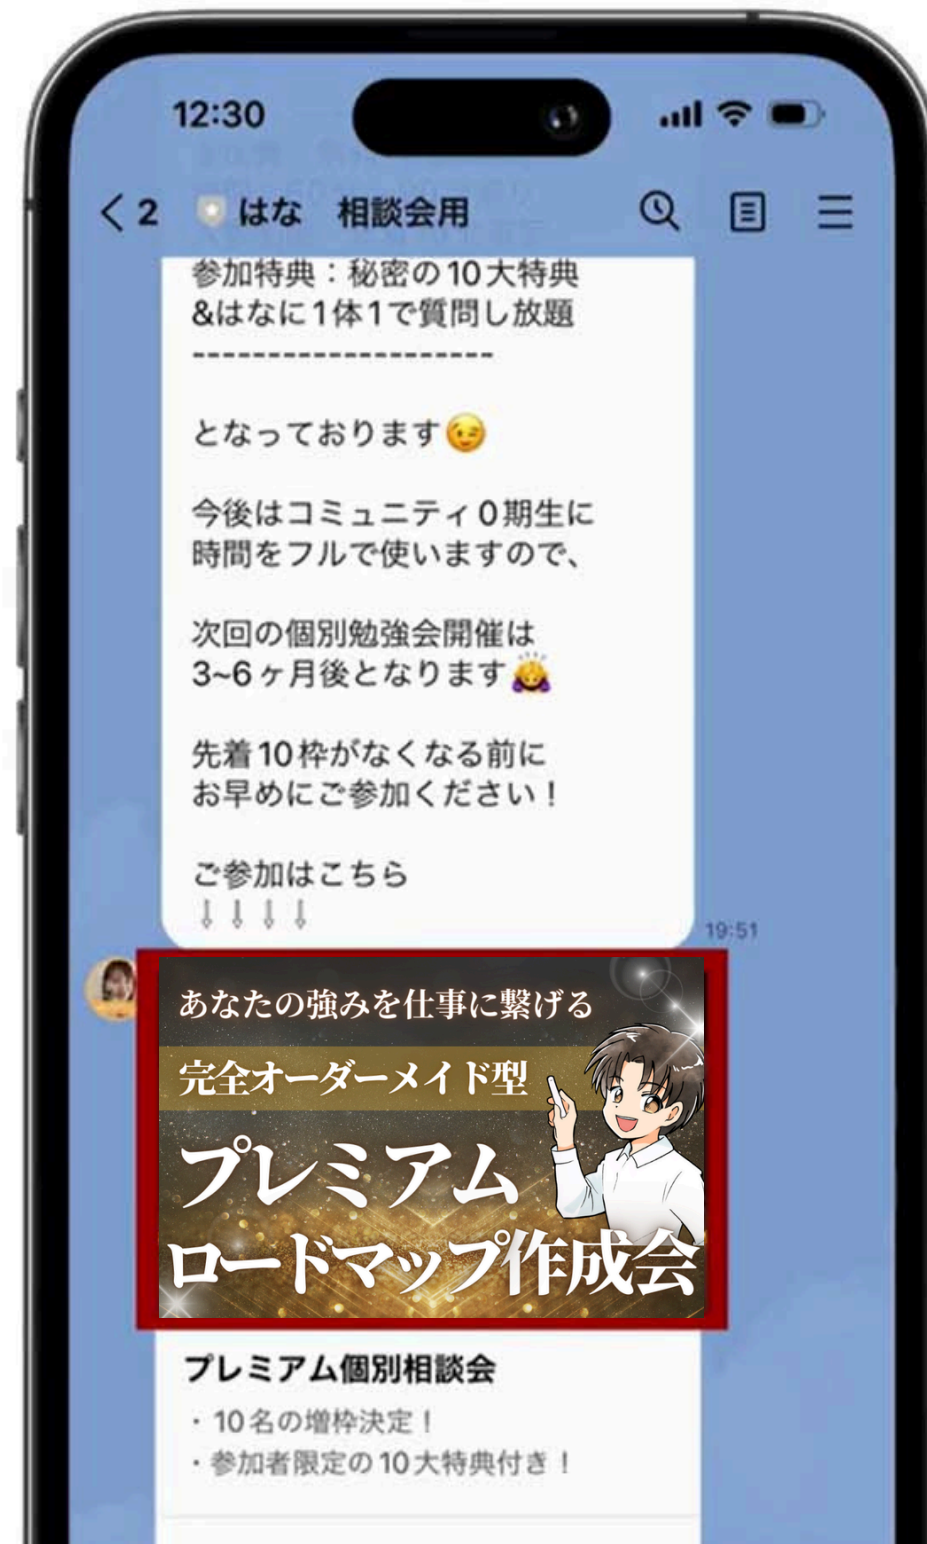 12:30
2 はな 相談会用
参加特典：秘密の10大特典
&はなに1体1で質問し放題
--------------------
となっております😉
今後はコミュニティ0期生に
時間をフルで使いますので、
次回の個別勉強会開催は
3~6ヶ月後となります🙇‍♀️
先着10枠がなくなる前に
お早めにご参加ください！
ご参加はこちら
↓↓↓↓
19:51
あなたの強みを仕事に繋げる
完全オーダーメイド型
プレミアム
ロードマップ作成会
プレミアム個別相談会
・10名の増枠決定！
・参加者限定の10大特典付き！